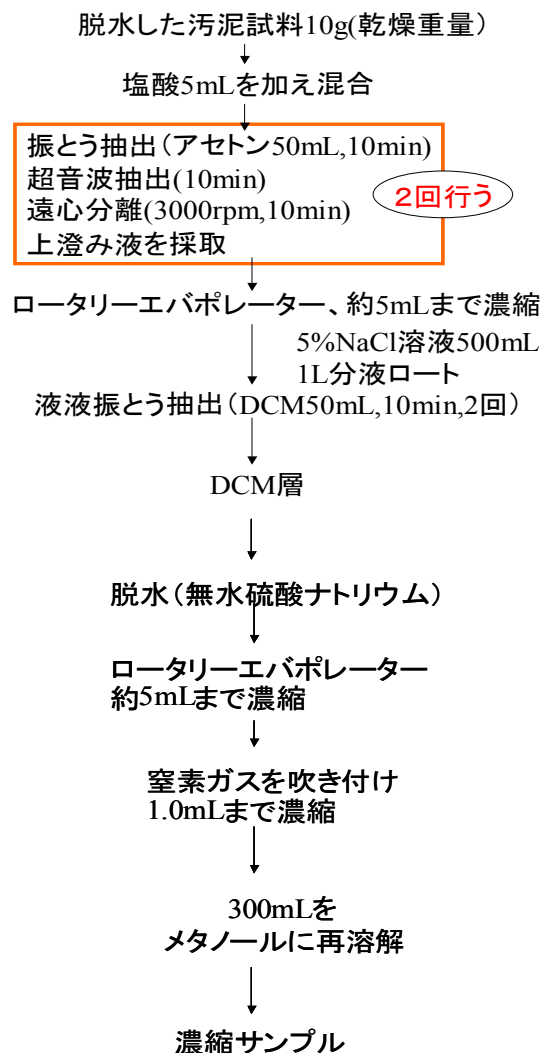 脱水した汚泥試料10g(乾燥重量)
塩酸5mLを加え混合
振とう抽出(アセトン50mL,10min)
超音波抽出(10min)
遠心分離(3000rpm,10min)
上澄み液を採取
2回行う
ロータリーエバポレーター、約5mLまで濃縮
5%NaCl溶液500mL
1L分液ロート
液液振とう抽出(DCM50mL,10min,2回)
DCM層
脱水(無水硫酸ナトリウム)
ロータリーエバポレーター
約5mLまで濃縮
窒素ガスを吹き付け
1.0mLまで濃縮
300mLを
メタノールに再溶解
濃縮サンプル